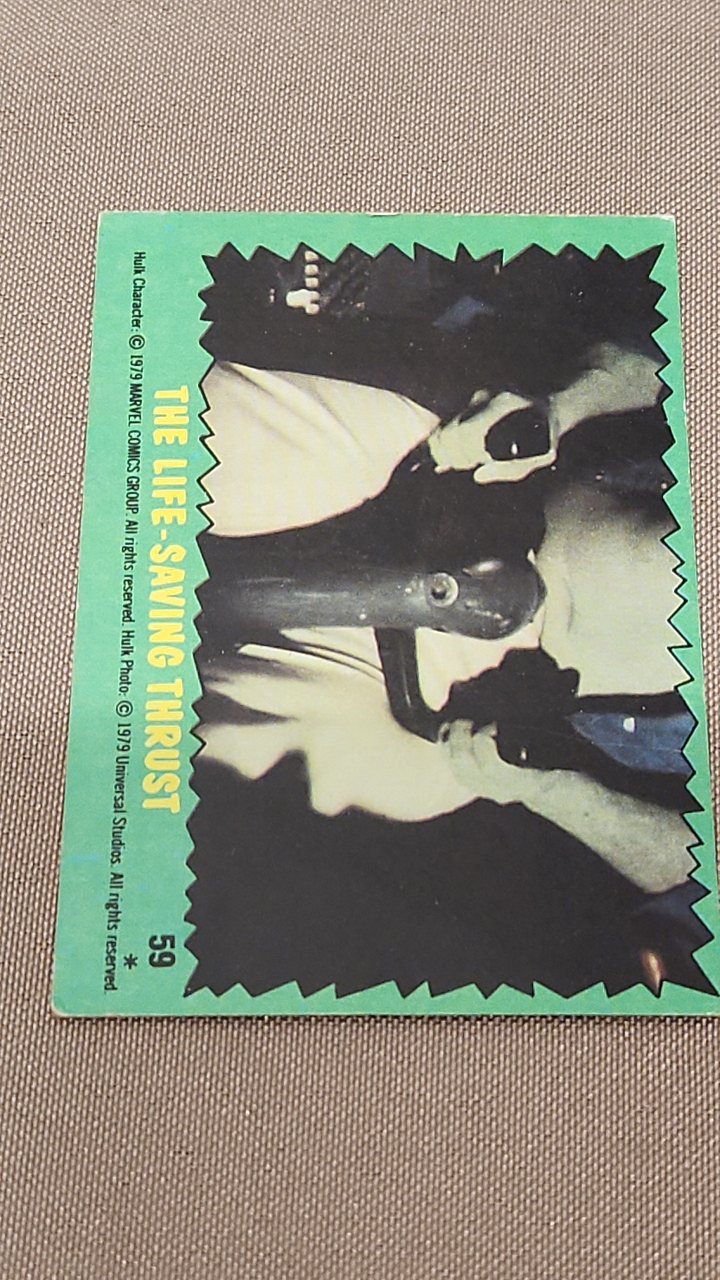 THE LIFE-SAVING THRUST
59
Hulk Character: © 1979 MARVEL COMICS GROUP. All rights reserved. Hulk Photo: © 1979 Universal Studios. All rights reserved. *